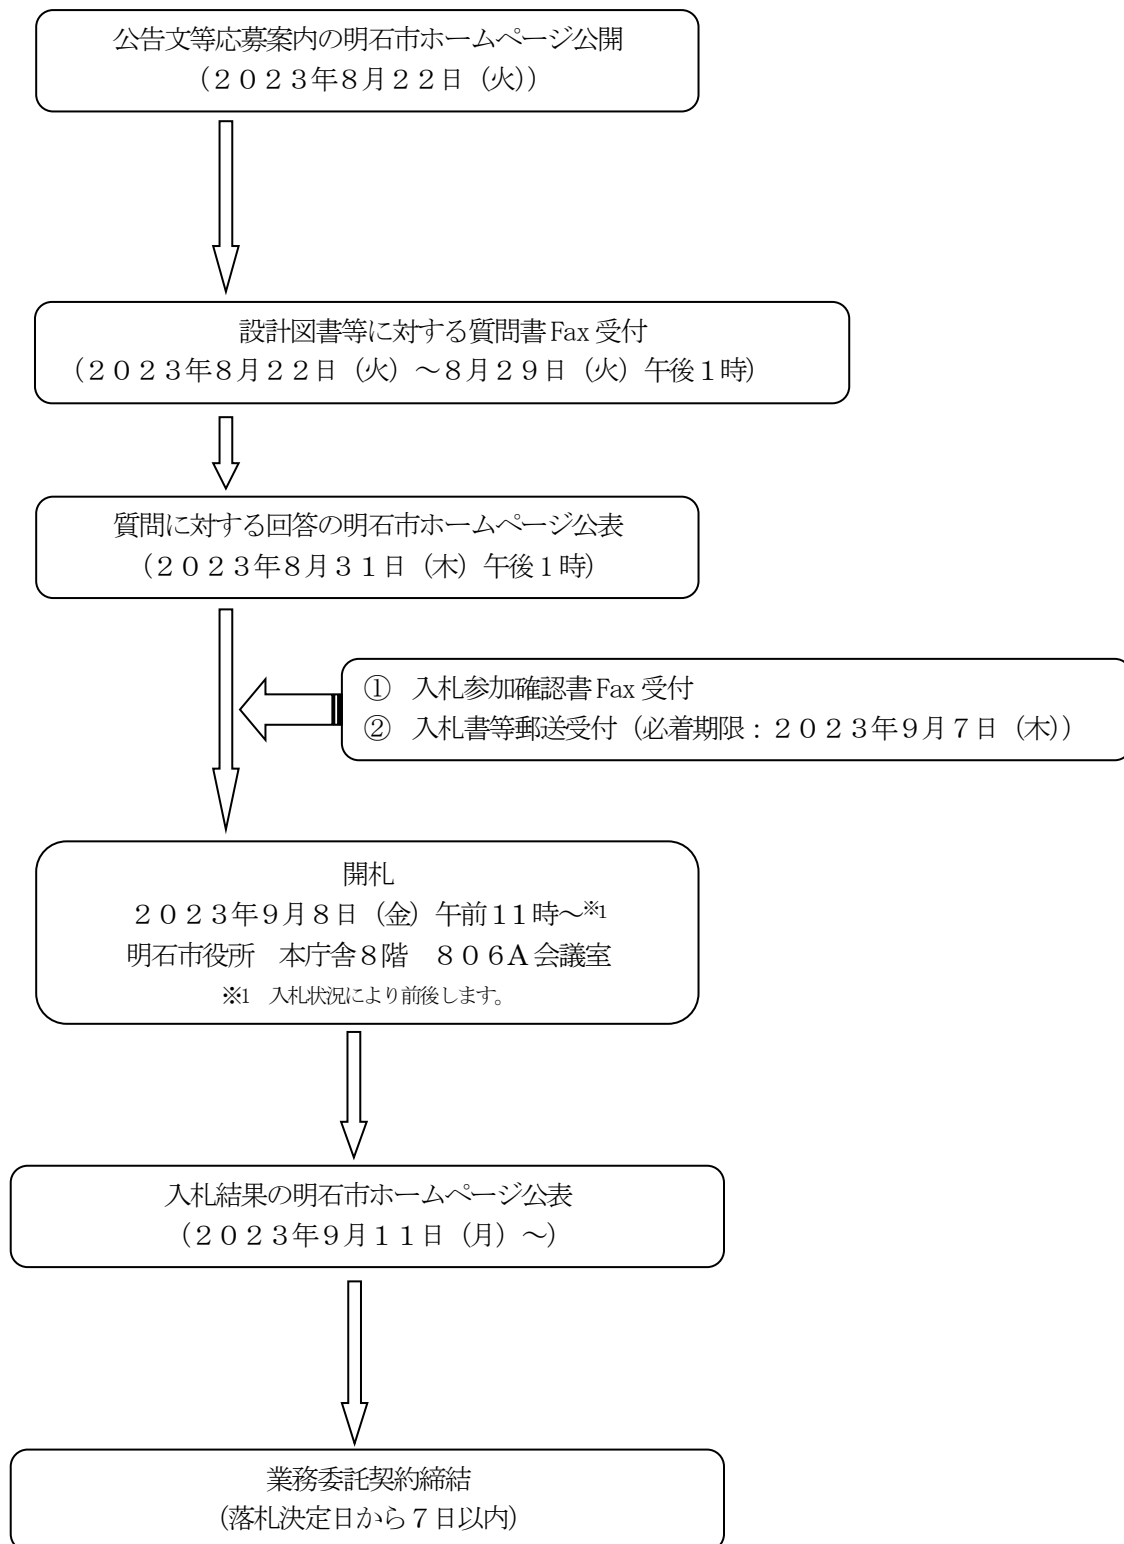 公告文等応募案内の明石市ホームページ公開
（２０２３年８月２２日（火））
設計図書等に対する質問書 Fax 受付
（２０２３年８月２２日（火）～８月２９日（火）午後１時）
質問に対する回答の明石市ホームページ公表
（２０２３年８月３１日（木）午後１時）
①　入札参加確認書 Fax 受付
②　入札書等郵送受付（必着期限：２０２３年９月７日（木））
開札
２０２３年９月８日（金）午前１１時～※1
明石市役所　本庁舎８階　８０６A 会議室
※1　入札状況により前後します。
入札結果の明石市ホームページ公表
（２０２３年９月１１日（月）～）
業務委託契約締結
（落札決定日から７日以内）